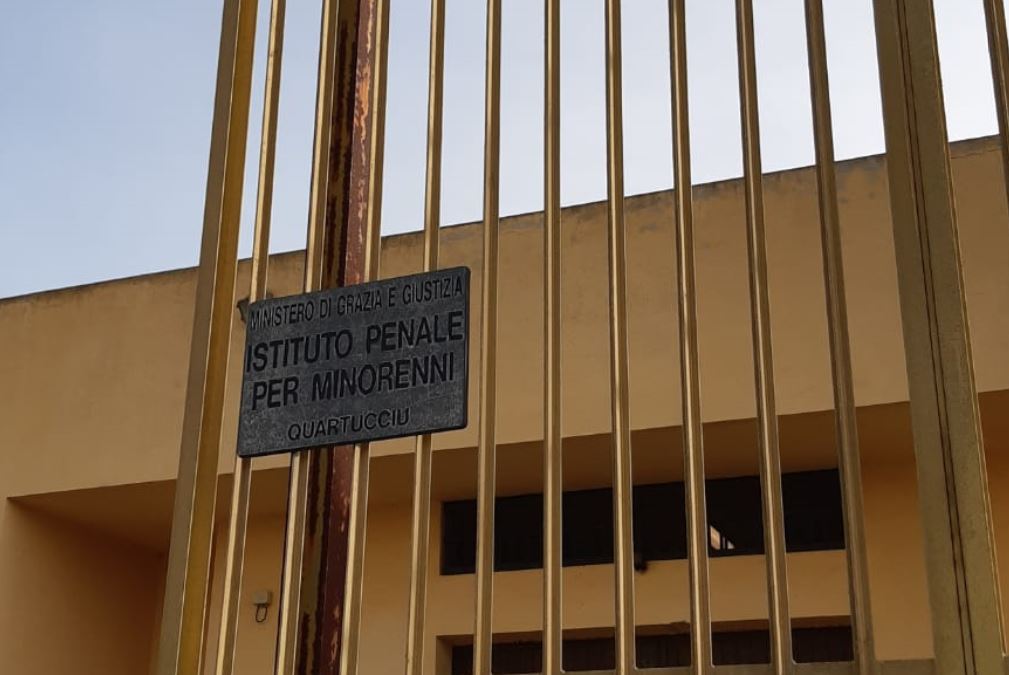 MINISTERO DI GRAZIA E GIUSTIZIA
ISTITUTO PENALE
PER MINORENNI
QUARTUCCIU